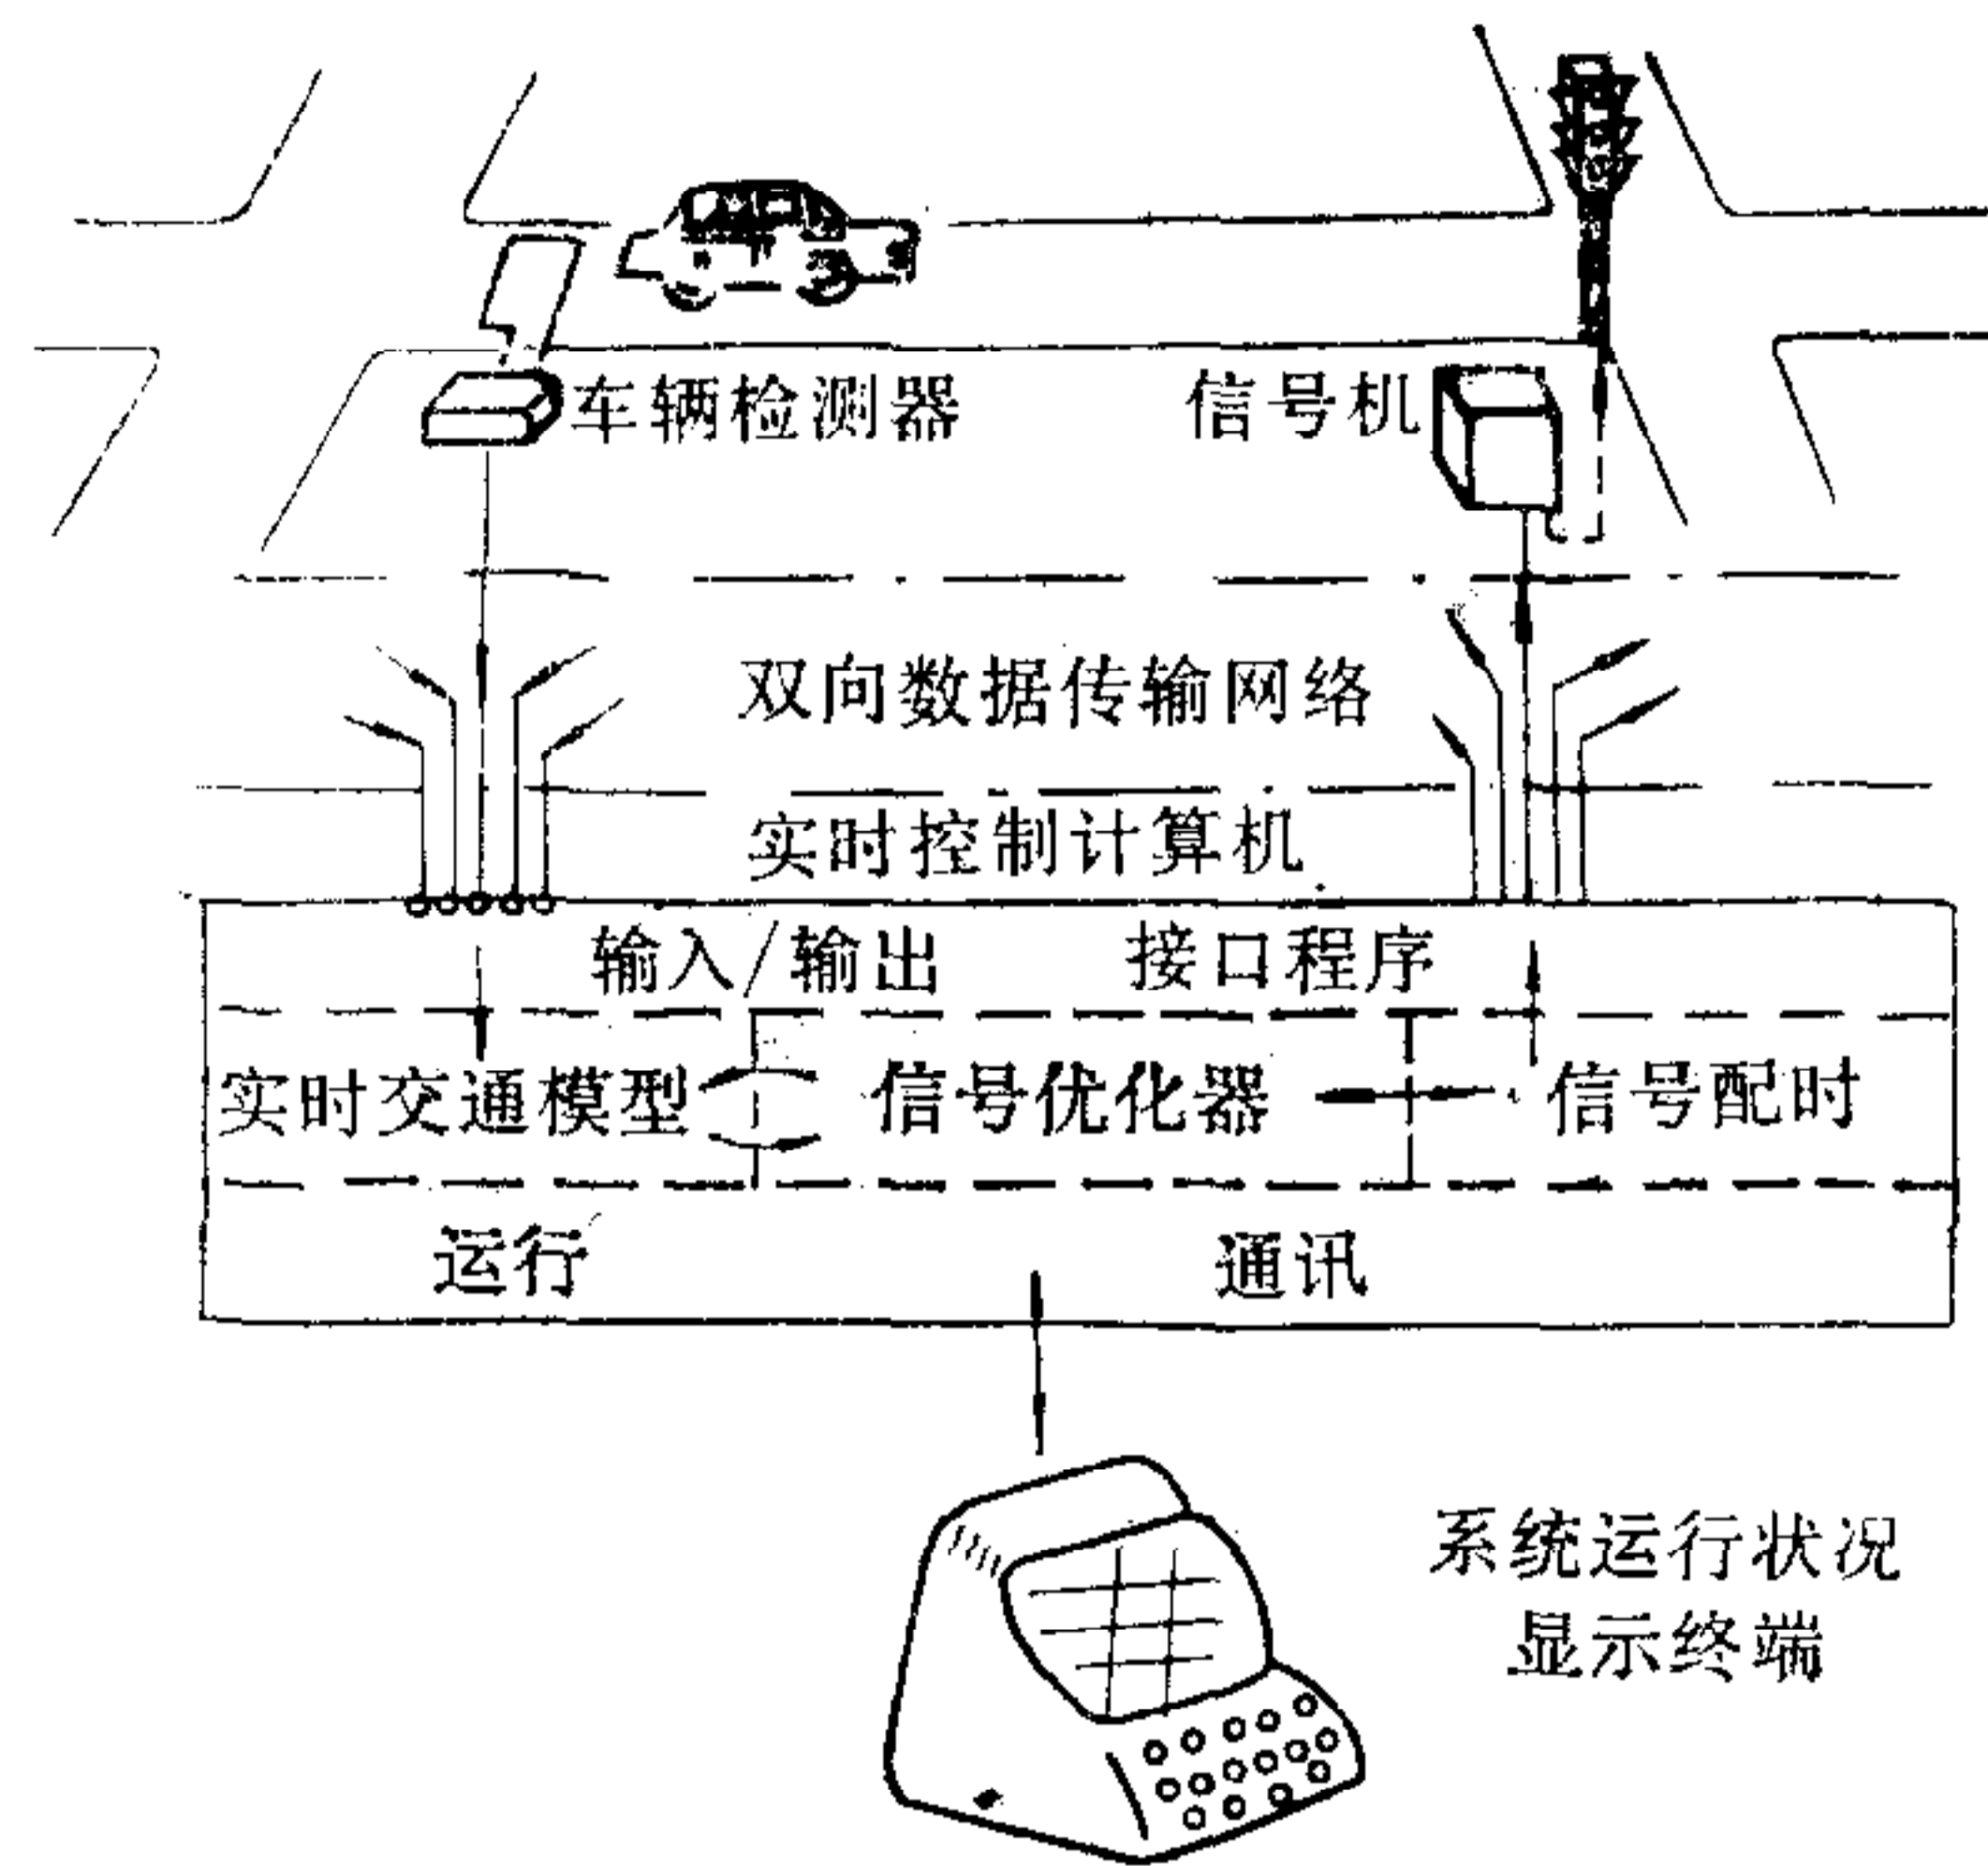 车辆检测器 信号机
双向数据传输网络
实时控制计算机
输入/输出 接口程序
实时交通模型 信号优化器 信号配时
运行 通讯
系统运行状况
显示终端